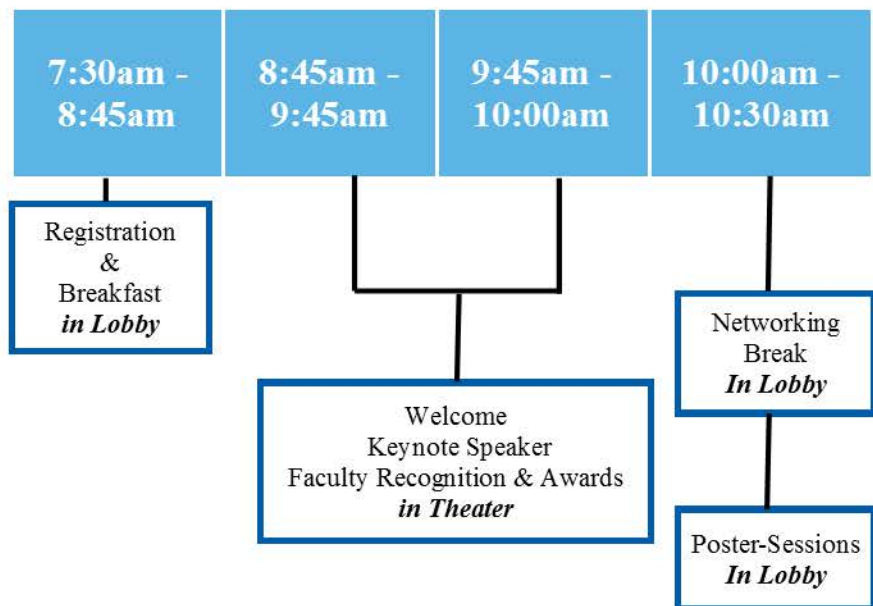 7:30am -
8:45am
8:45am -
9:45am
9:45am -
10:00am
10:00am -
10:30am
Registration
&
Breakfast
in Lobby
Welcome
Keynote Speaker
Faculty Recognition & Awards
in Theater
Networking
Break
In Lobby
Poster-Sessions
In Lobby